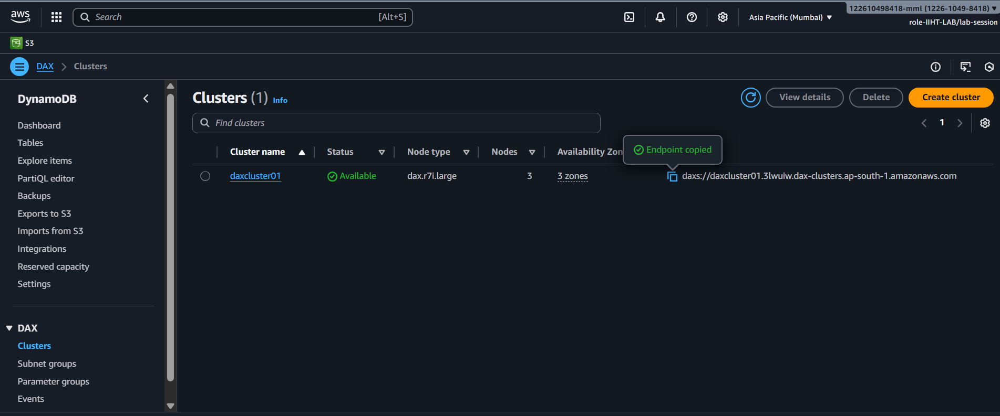 aws
Search [Alt+S]
Asia Pacific (Mumbai) ▼
122610498418-mml (1226-1049-8418) ▼
role-IIHT-LAB/lab-session
S3
DAX > Clusters
DynamoDB
Dashboard
Tables
Explore items
PartiQL editor
Backups
Exports to S3
Imports from S3
Integrations
Reserved capacity
Settings
DAX
Clusters
Subnet groups
Parameter groups
Events
Clusters (1) Info
View details
Delete
Create cluster
Find clusters
1
Endpoint copied
Cluster name Status Node type Nodes Availability Zon
daxcluster01 Available dax.r7i.large 3 3 zones daxs://daxcluster01.3lwuiw.dax-clusters.ap-south-1.amazonaws.com